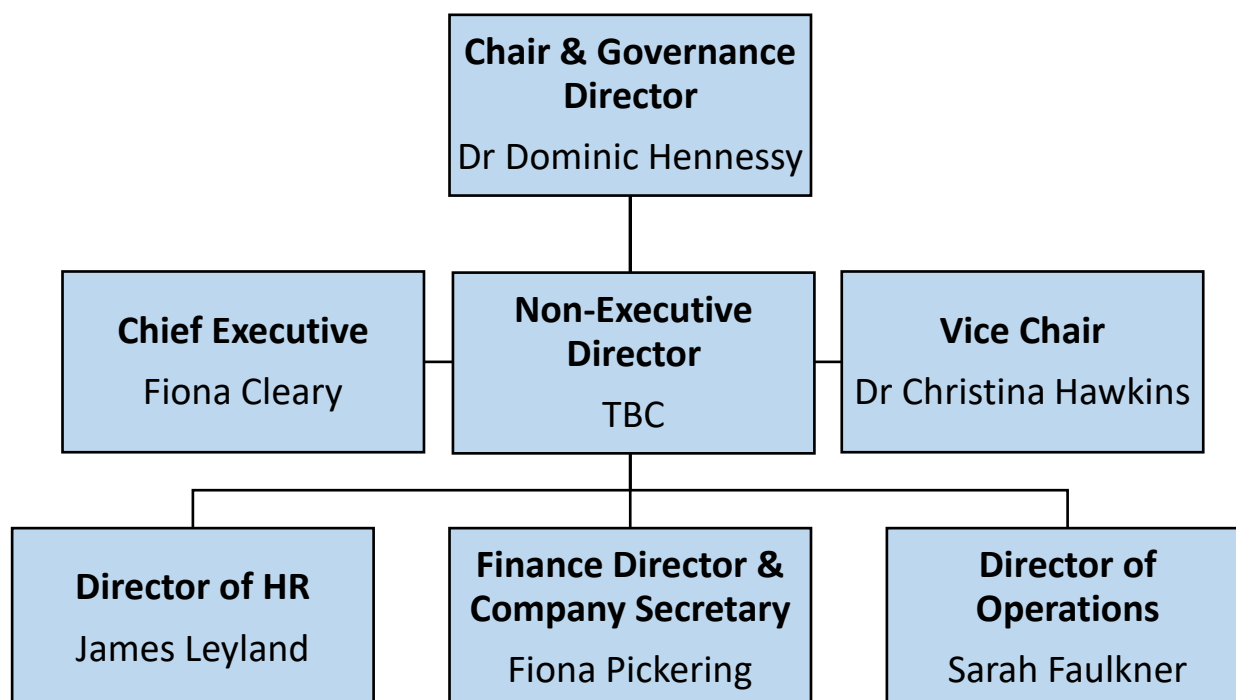 Chair & Governance
Director
Dr Dominic Hennessy
Chief Executive
Fiona Cleary
Non-Executive
Director
TBC
Vice Chair
Dr Christina Hawkins
Director of HR
James Leyland
Finance Director &
Company Secretary
Fiona Pickering
Director of
Operations
Sarah Faulkner